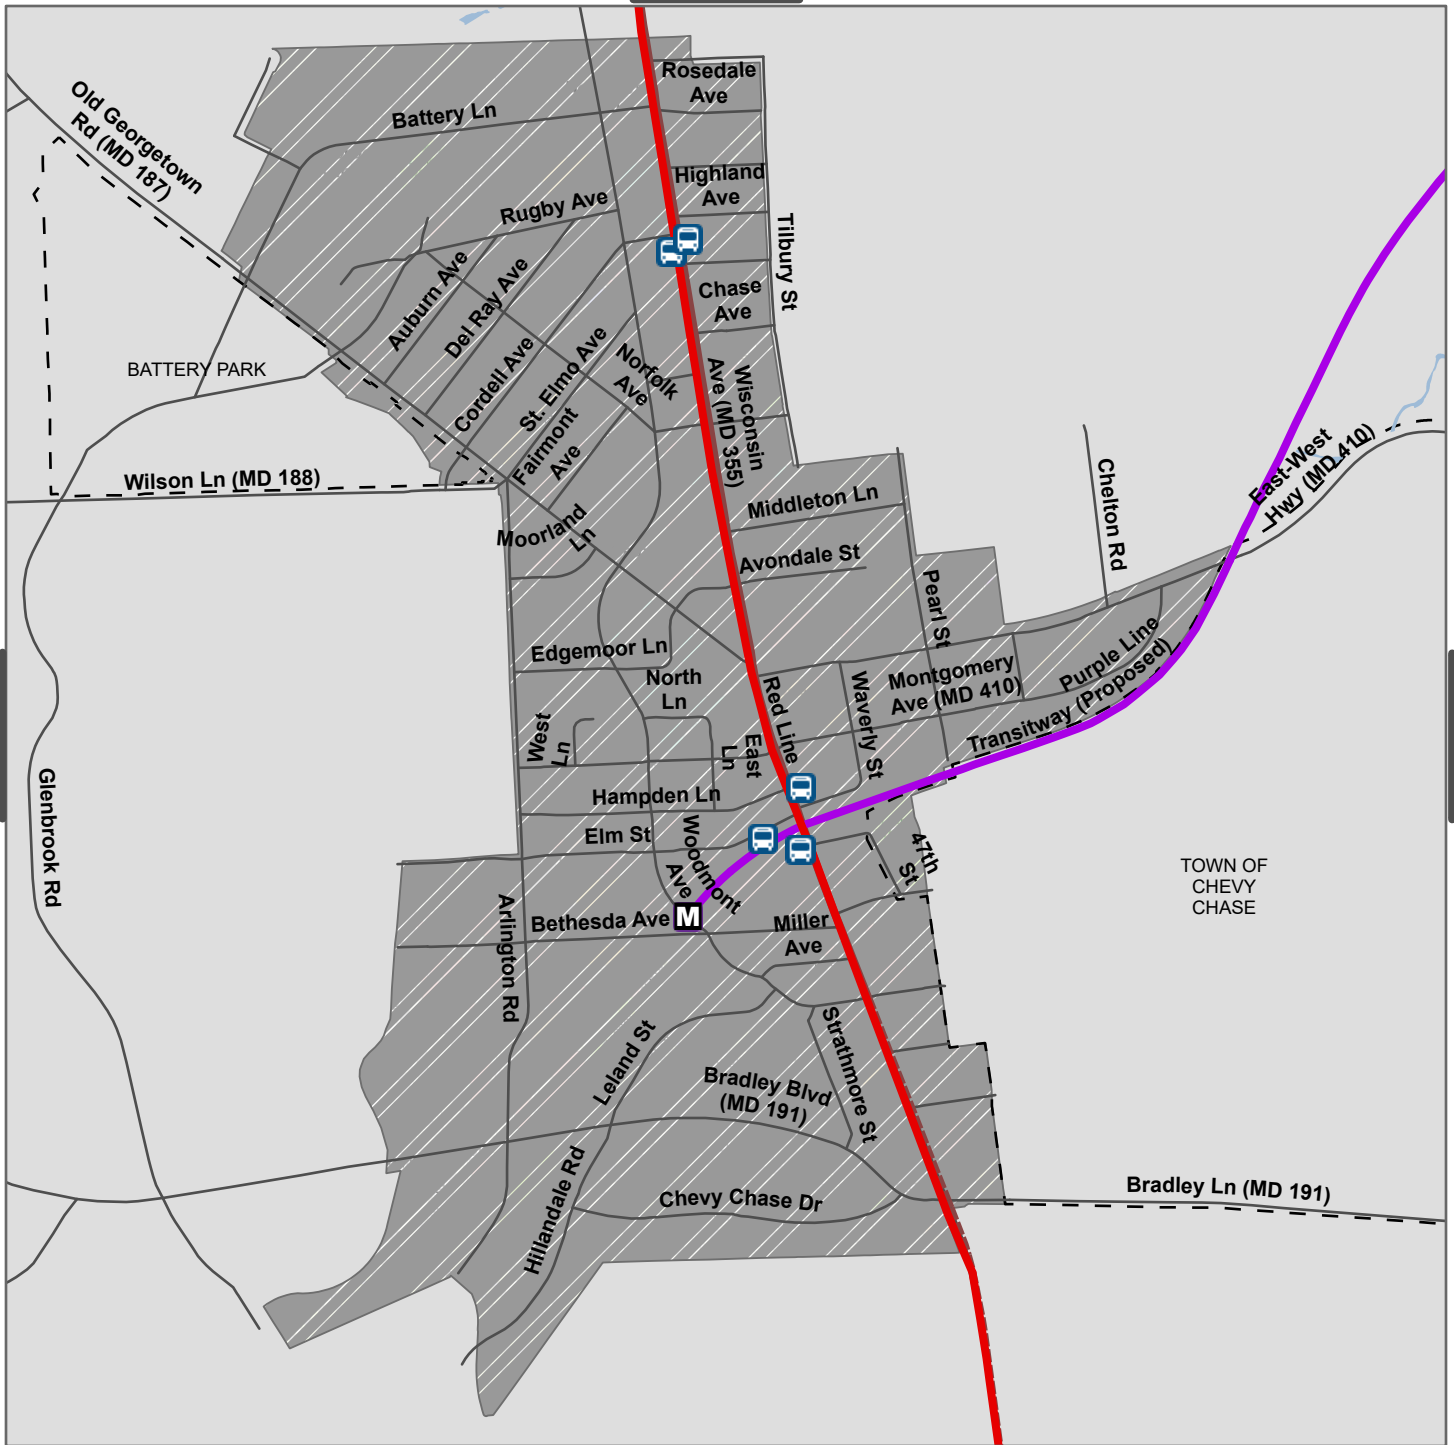 Rosedale
Ave
Old Georgetown
Rd (MD 187)
Battery Ln
Highland
Ave
Rugby Ave
Tilbury St
Auburn Ave
Del Ray Ave
Chase
Ave
Cordell Ave
St. Elmo Ave
Norfolk
Ave
BATTERY PARK
Wisconsin
Ave (MD 355)
Fairmont
Ave
East-West
Hwy (MD 410)
Wilson Ln (MD 188)
Chelton Rd
Middleton Ln
Moorland
Ln
Avondale St
Pearl St
Edgemoor Ln
Purple Line
Transitway (Proposed)
North
Ln
Montgomery
Ave (MD 410)
Red Line
Waverly St
West
Ln
East
Ln
Glenbrook Rd
Hampden Ln
Elm St
Woodmont
Ave
47th
St
TOWN OF
CHEVY
CHASE
Arlington Rd
Bethesda Ave
M
Miller
Ave
Strathmore St
Leland St
Bradley Blvd
(MD 191)
Hillandale Rd
Chevy Chase Dr
Bradley Ln (MD 191)